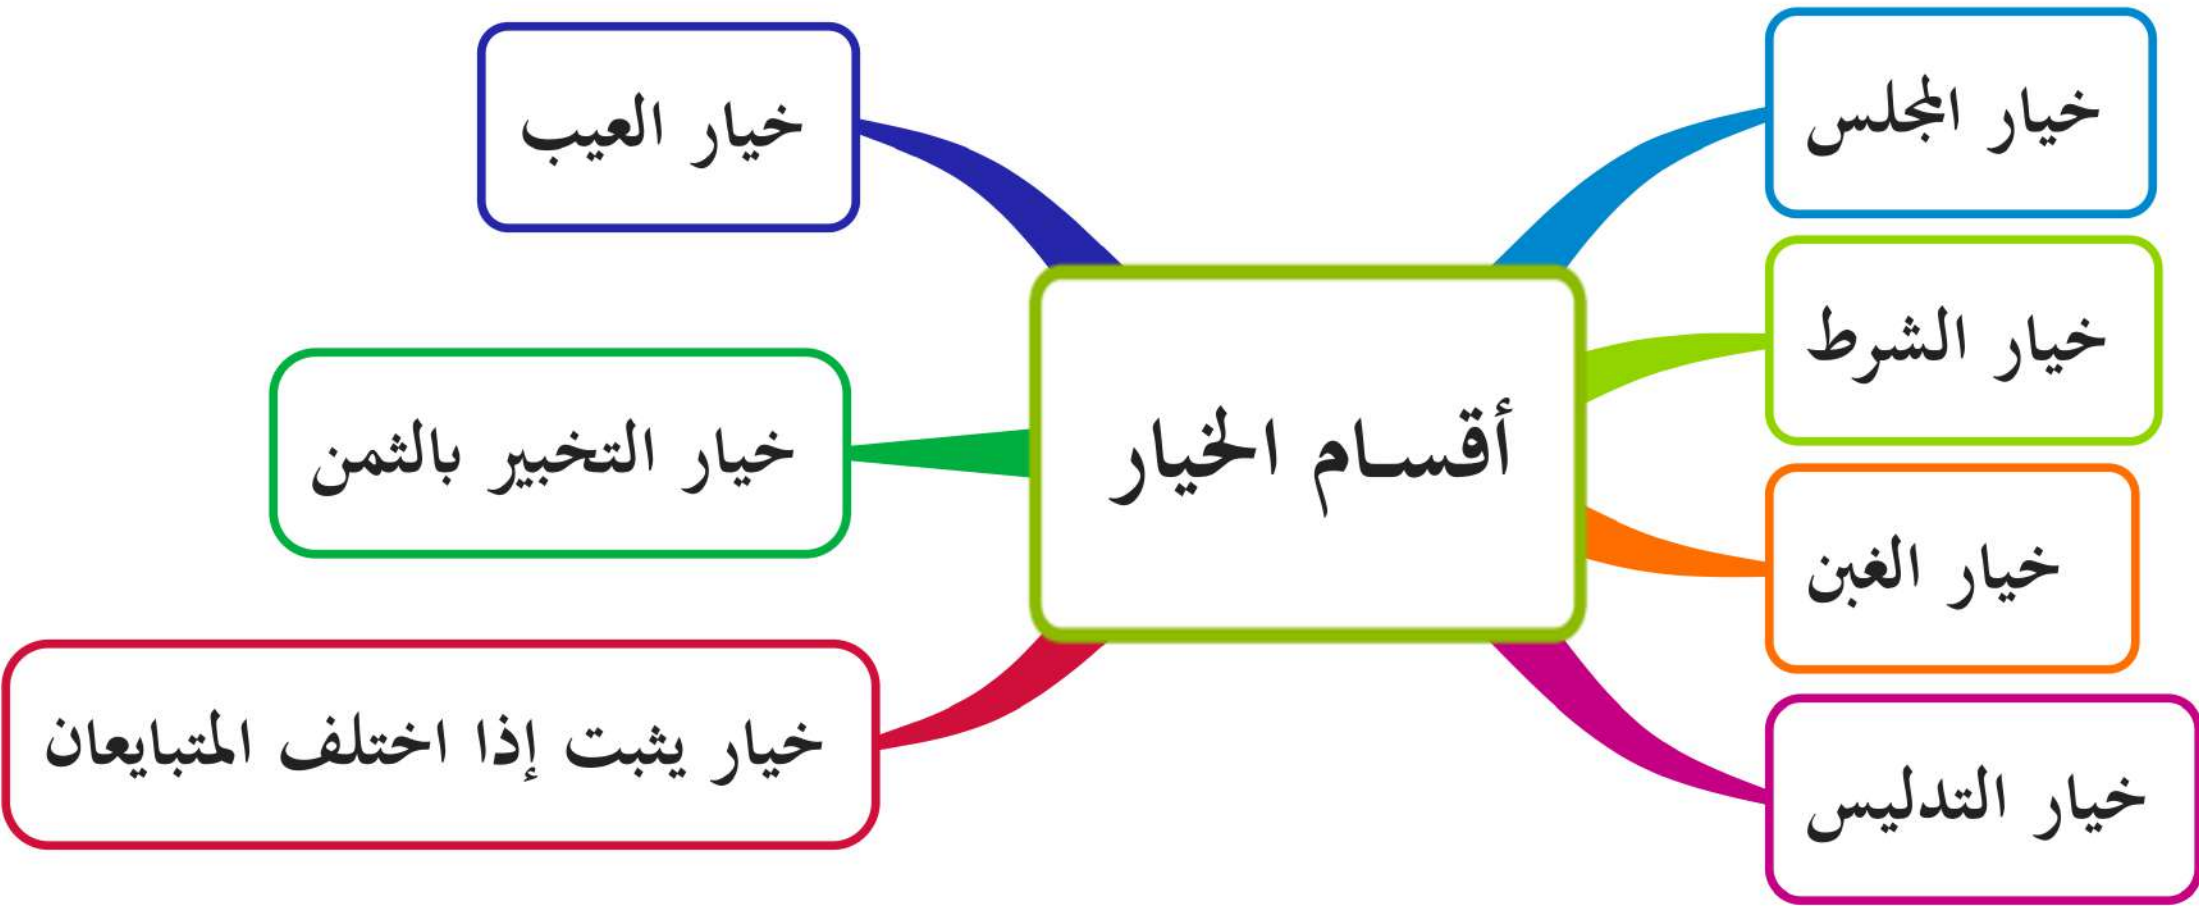 أقسام الخيار
خيار المجلس
خيار الشرط
خيار الغبن
خيار التدليس
خيار العيب
خيار التخبير بالثمن
خيار يثبت إذا اختلف المتبايعان